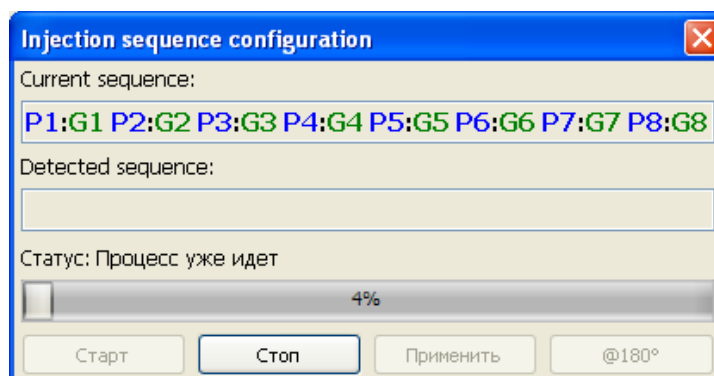 Injection sequence configuration
Current sequence:
P1:G1 P2:G2 P3:G3 P4:G4 P5:G5 P6:G6 P7:G7 P8:G8
Detected sequence:
Статус: Процесс уже идет
4%
Старт Стоп Применить @180°